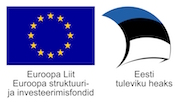 Euroopa Liit
Euroopa struktuuri-
ja investeerimisfondid
Eesti
tuleviku heaks